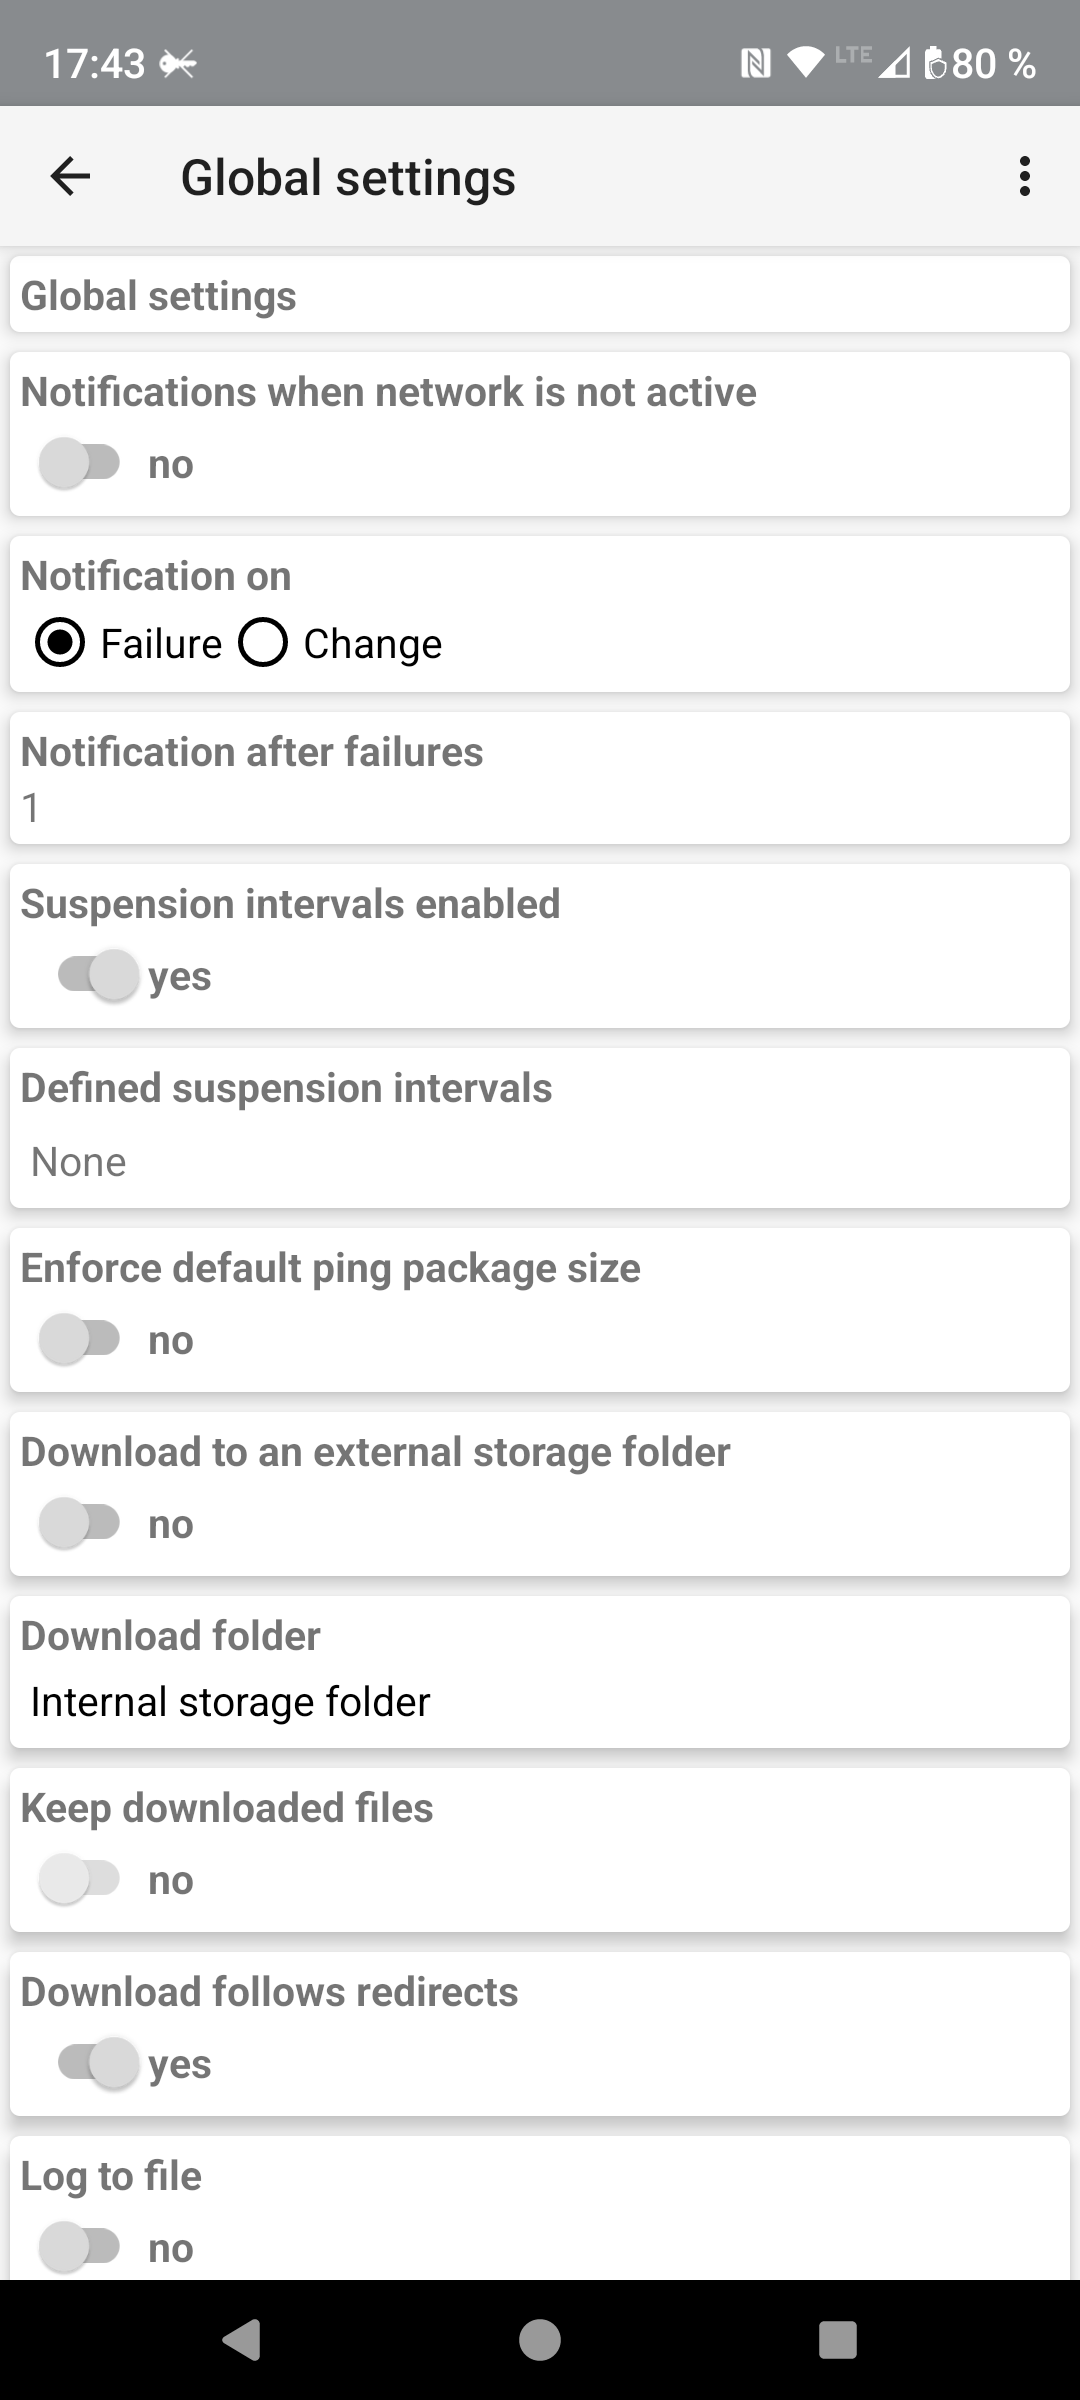 17:43 LTE 80 %
Global settings
Global settings
Notifications when network is not active
no
Notification on
Failure Change
Notification after failures
1
Suspension intervals enabled
yes
Defined suspension intervals
None
Enforce default ping package size
no
Download to an external storage folder
no
Download folder
Internal storage folder
Keep downloaded files
no
Download follows redirects
yes
Log to file
no